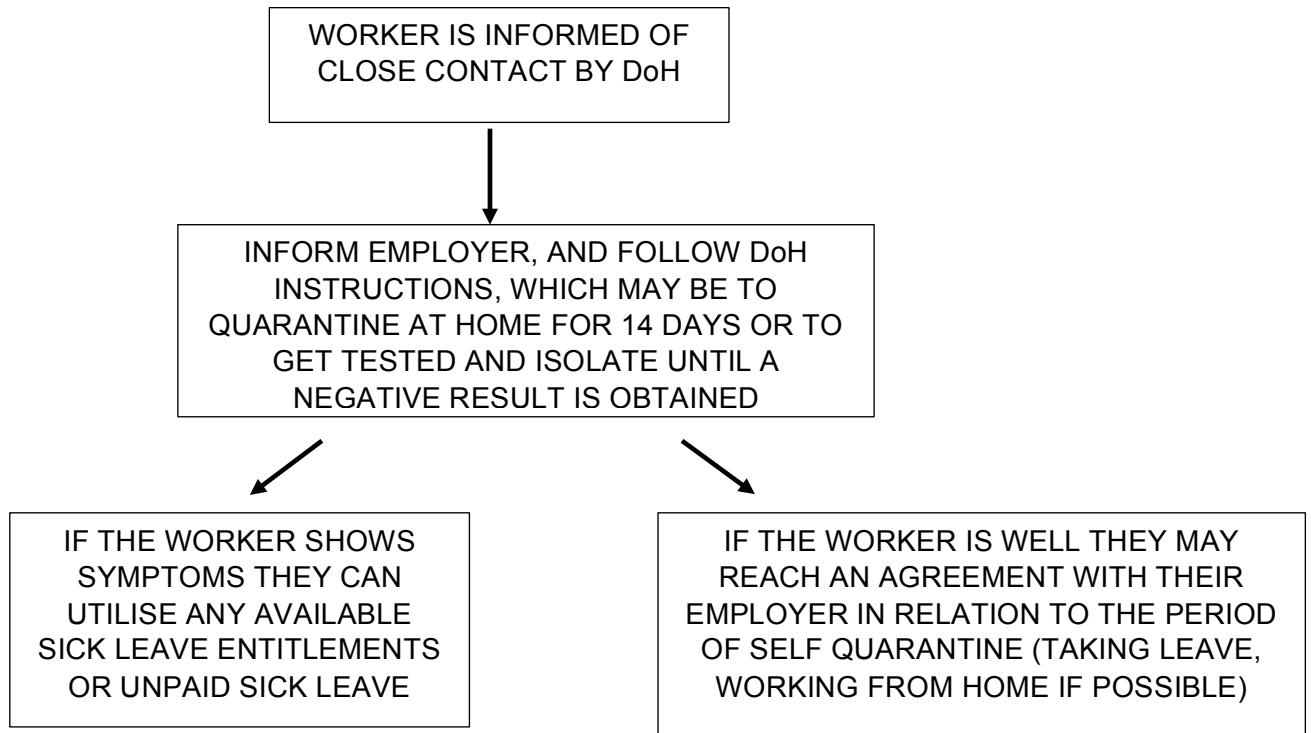 WORKER IS INFORMED OF
CLOSE CONTACT BY DoH
INFORM EMPLOYER, AND FOLLOW DoH
INSTRUCTIONS, WHICH MAY BE TO
QUARANTINE AT HOME FOR 14 DAYS OR TO
GET TESTED AND ISOLATE UNTIL A
NEGATIVE RESULT IS OBTAINED
IF THE WORKER SHOWS
SYMPTOMS THEY CAN
UTILISE ANY AVAILABLE
SICK LEAVE ENTITLEMENTS
OR UNPAID SICK LEAVE
IF THE WORKER IS WELL THEY MAY
REACH AN AGREEMENT WITH THEIR
EMPLOYER IN RELATION TO THE PERIOD
OF SELF QUARANTINE (TAKING LEAVE,
WORKING FROM HOME IF POSSIBLE)